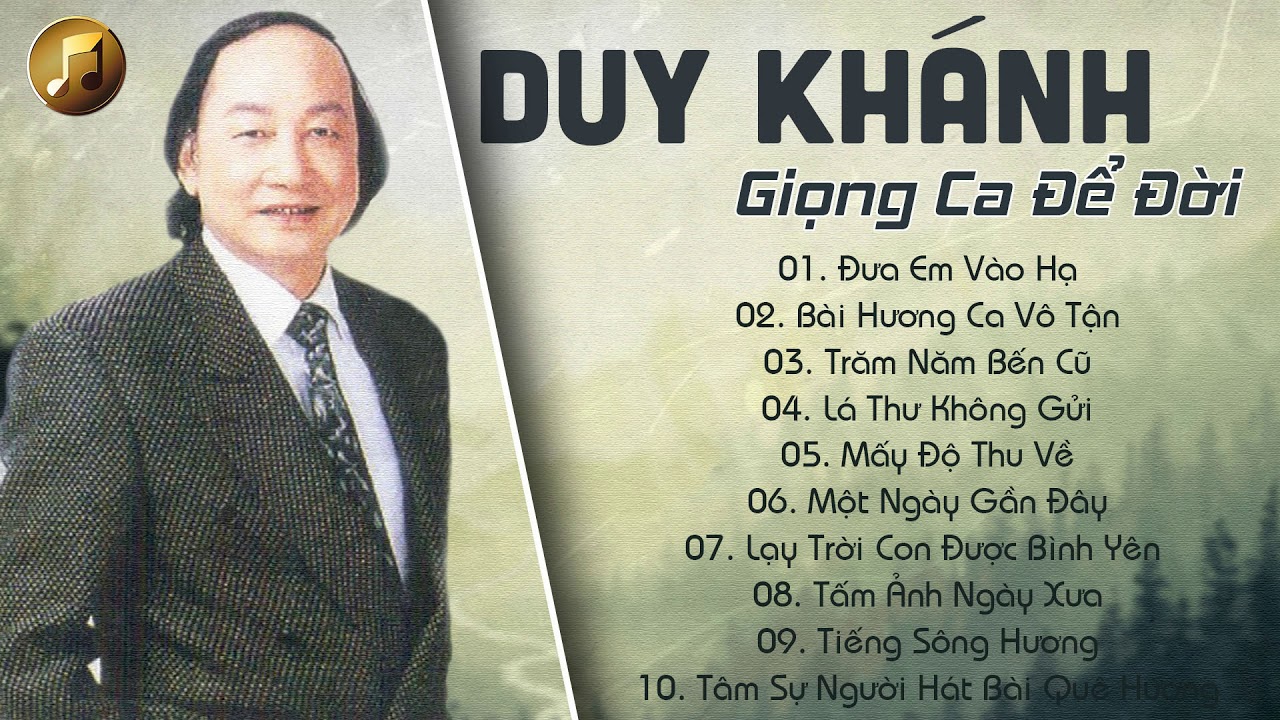 DUY KHÁNH
Giọng Ca Để Đời
01. Đưa Em Vào Hạ
02. Bài Hương Ca Vô Tận
03. Trăm Năm Bến Cũ
04. Lá Thư Không Gửi
05. Mấy Độ Thu Về
06. Một Ngày Gần Đây
07. Lạy Trời Con Được Bình Yên
08. Tấm Ảnh Ngày Xưa
09. Tiếng Sông Hương
10. Tâm Sự Người Hát Bài Quê Hương